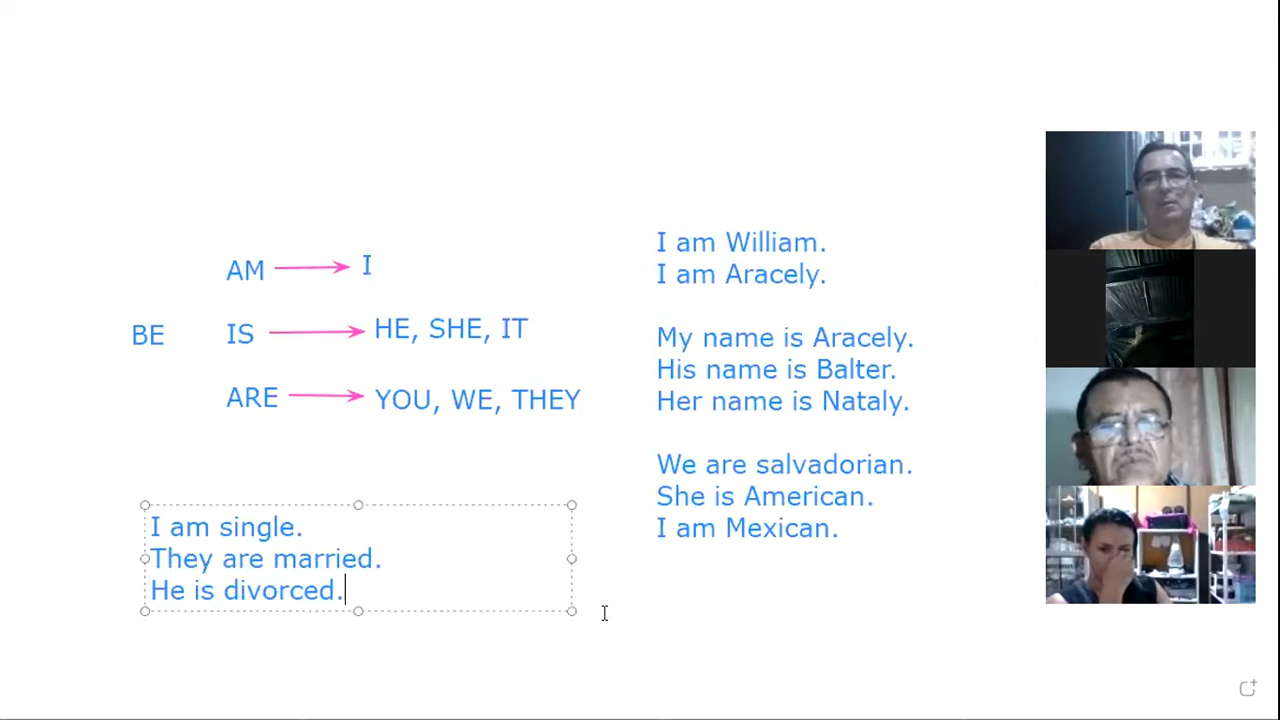 AM I
BE IS HE, SHE, IT
ARE YOU, WE, THEY
I am single.
They are married.
He is divorced.
I am William.
I am Aracely.
My name is Aracely.
His name is Balter.
Her name is Nataly.
We are salvadorian.
She is American.
I am Mexican.